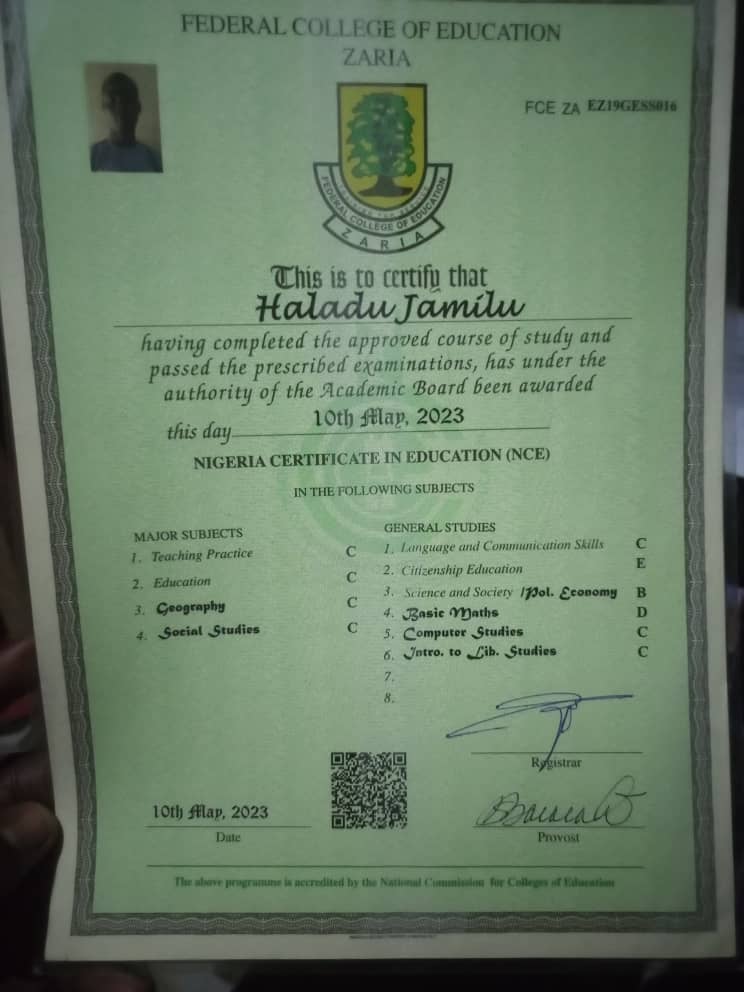 FEDERAL COLLEGE OF EDUCATION
ZARIA
FCE ZA EZ19GESS016
FEDERAL COLLEGE OF EDUCATION
ZARIA
This is to certify that
Haladu Jamilu
having completed the approved course of study and
passed the prescribed examinations, has under the
authority of the Academic Board been awarded
this day 10th May, 2023
NIGERIA CERTIFICATE IN EDUCATION (NCE)
IN THE FOLLOWING SUBJECTS
MAJOR SUBJECTS
1. Teaching Practice C
2. Education C
3. Geography C
4. Social Studies C
GENERAL STUDIES
1. Language and Communication Skills C
2. Citizenship Education E
3. Science and Society /Pol. Economy B
4. Basic Maths D
5. Computer Studies C
6. Intro. to Lib. Studies C
7.
8.
Registrar
10th May, 2023
Date
Provost
The above programme is accredited by the National Commission for Colleges of Education